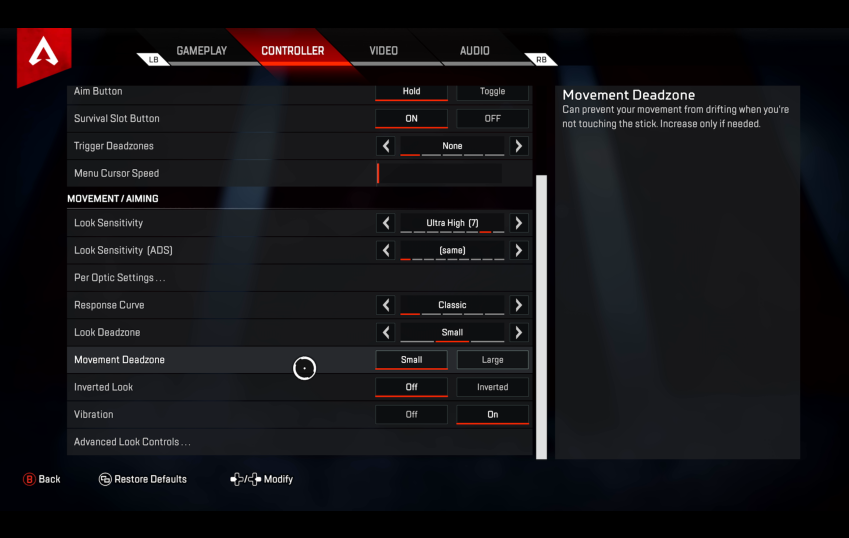 LB
GAMEPLAY
CONTROLLER
VIDEO
AUDIO
RB
Aim Button Hold Toggle
Survival Slot Button ON OFF
Trigger Deadzones None
Menu Cursor Speed
MOVEMENT / AIMING
Look Sensitivity Ultra High (7)
Look Sensitivity (ADS) (same)
Per Optic Settings...
Response Curve Classic
Look Deadzone Small
Movement Deadzone Small Large
Inverted Look Off Inverted
Vibration Off On
Advanced Look Controls...
Movement Deadzone
Can prevent your movement from drifting when you're
not touching the stick. Increase only if needed.
B Back
Restore Defaults
/ Modify